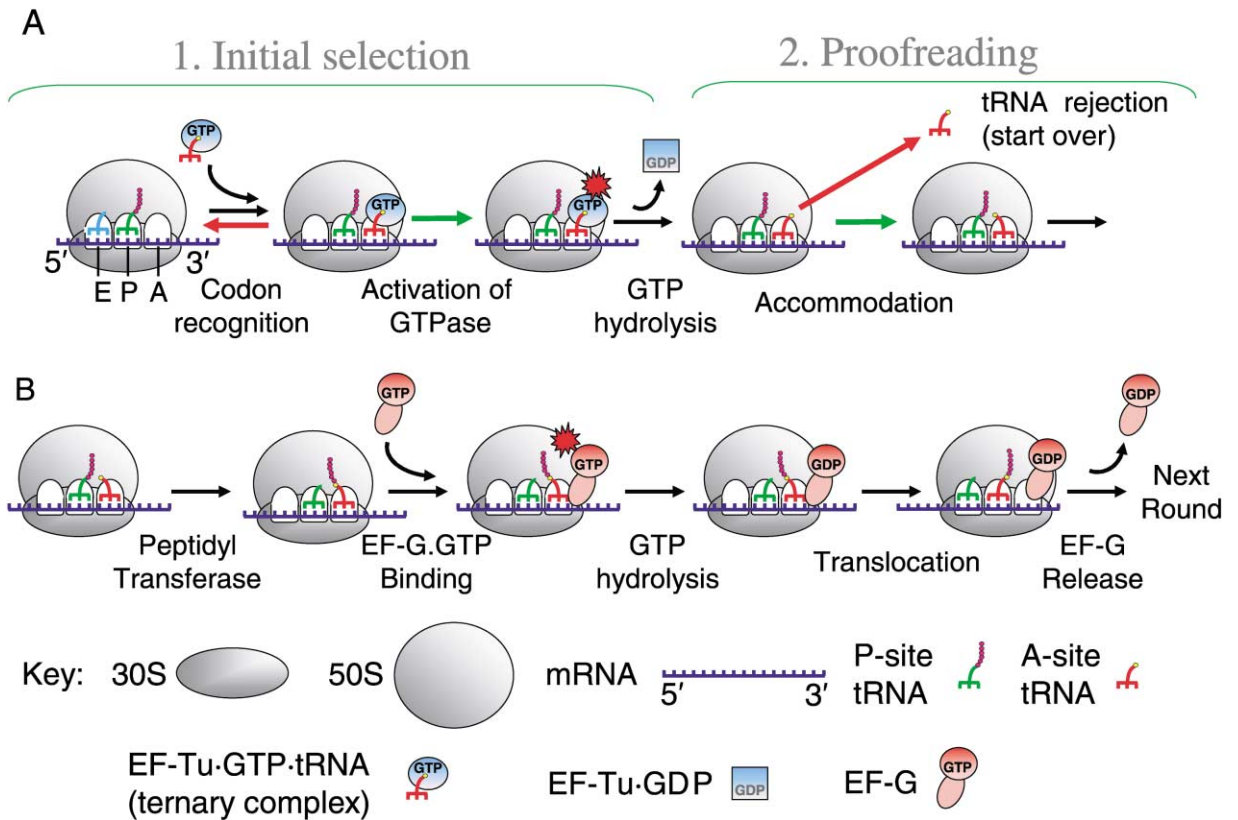 A
1. Initial selection
2. Proofreading
tRNA rejection
(start over)
GTP
GTP
GTP
GDP
5′
3′
E P A
Codon
recognition
Activation of
GTPase
GTP
hydrolysis
Accommodation
B
GTP
GTP
GDP
GDP
GDP
Peptidyl
Transferase
EF-G.GTP
Binding
GTP
hydrolysis
Translocation
EF-G
Release
Next
Round
Key:
30S
50S
mRNA
5′
3′
P-site
tRNA
A-site
tRNA
EF-Tu·GTP·tRNA
(ternary complex)
GTP
EF-Tu·GDP
GDP
EF-G
GTP